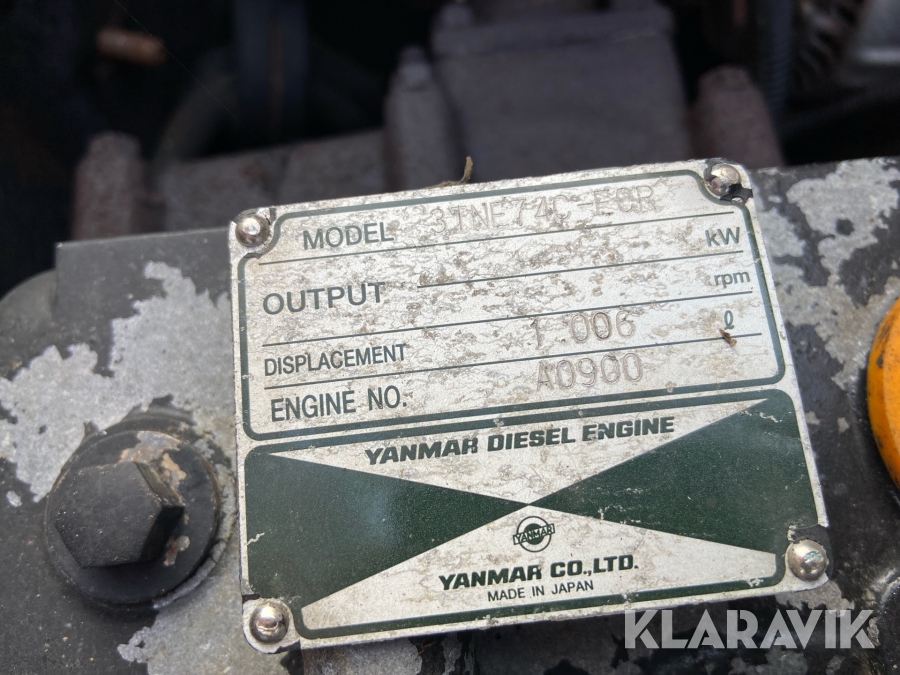 MODEL 3TNE74C-ECR
OUTPUT kW
rpm
DISPLACEMENT 1.006 ℓ
ENGINE NO. A0900
YANMAR DIESEL ENGINE
YANMAR
YANMAR CO.,LTD.
MADE IN JAPAN
KLARAVIK